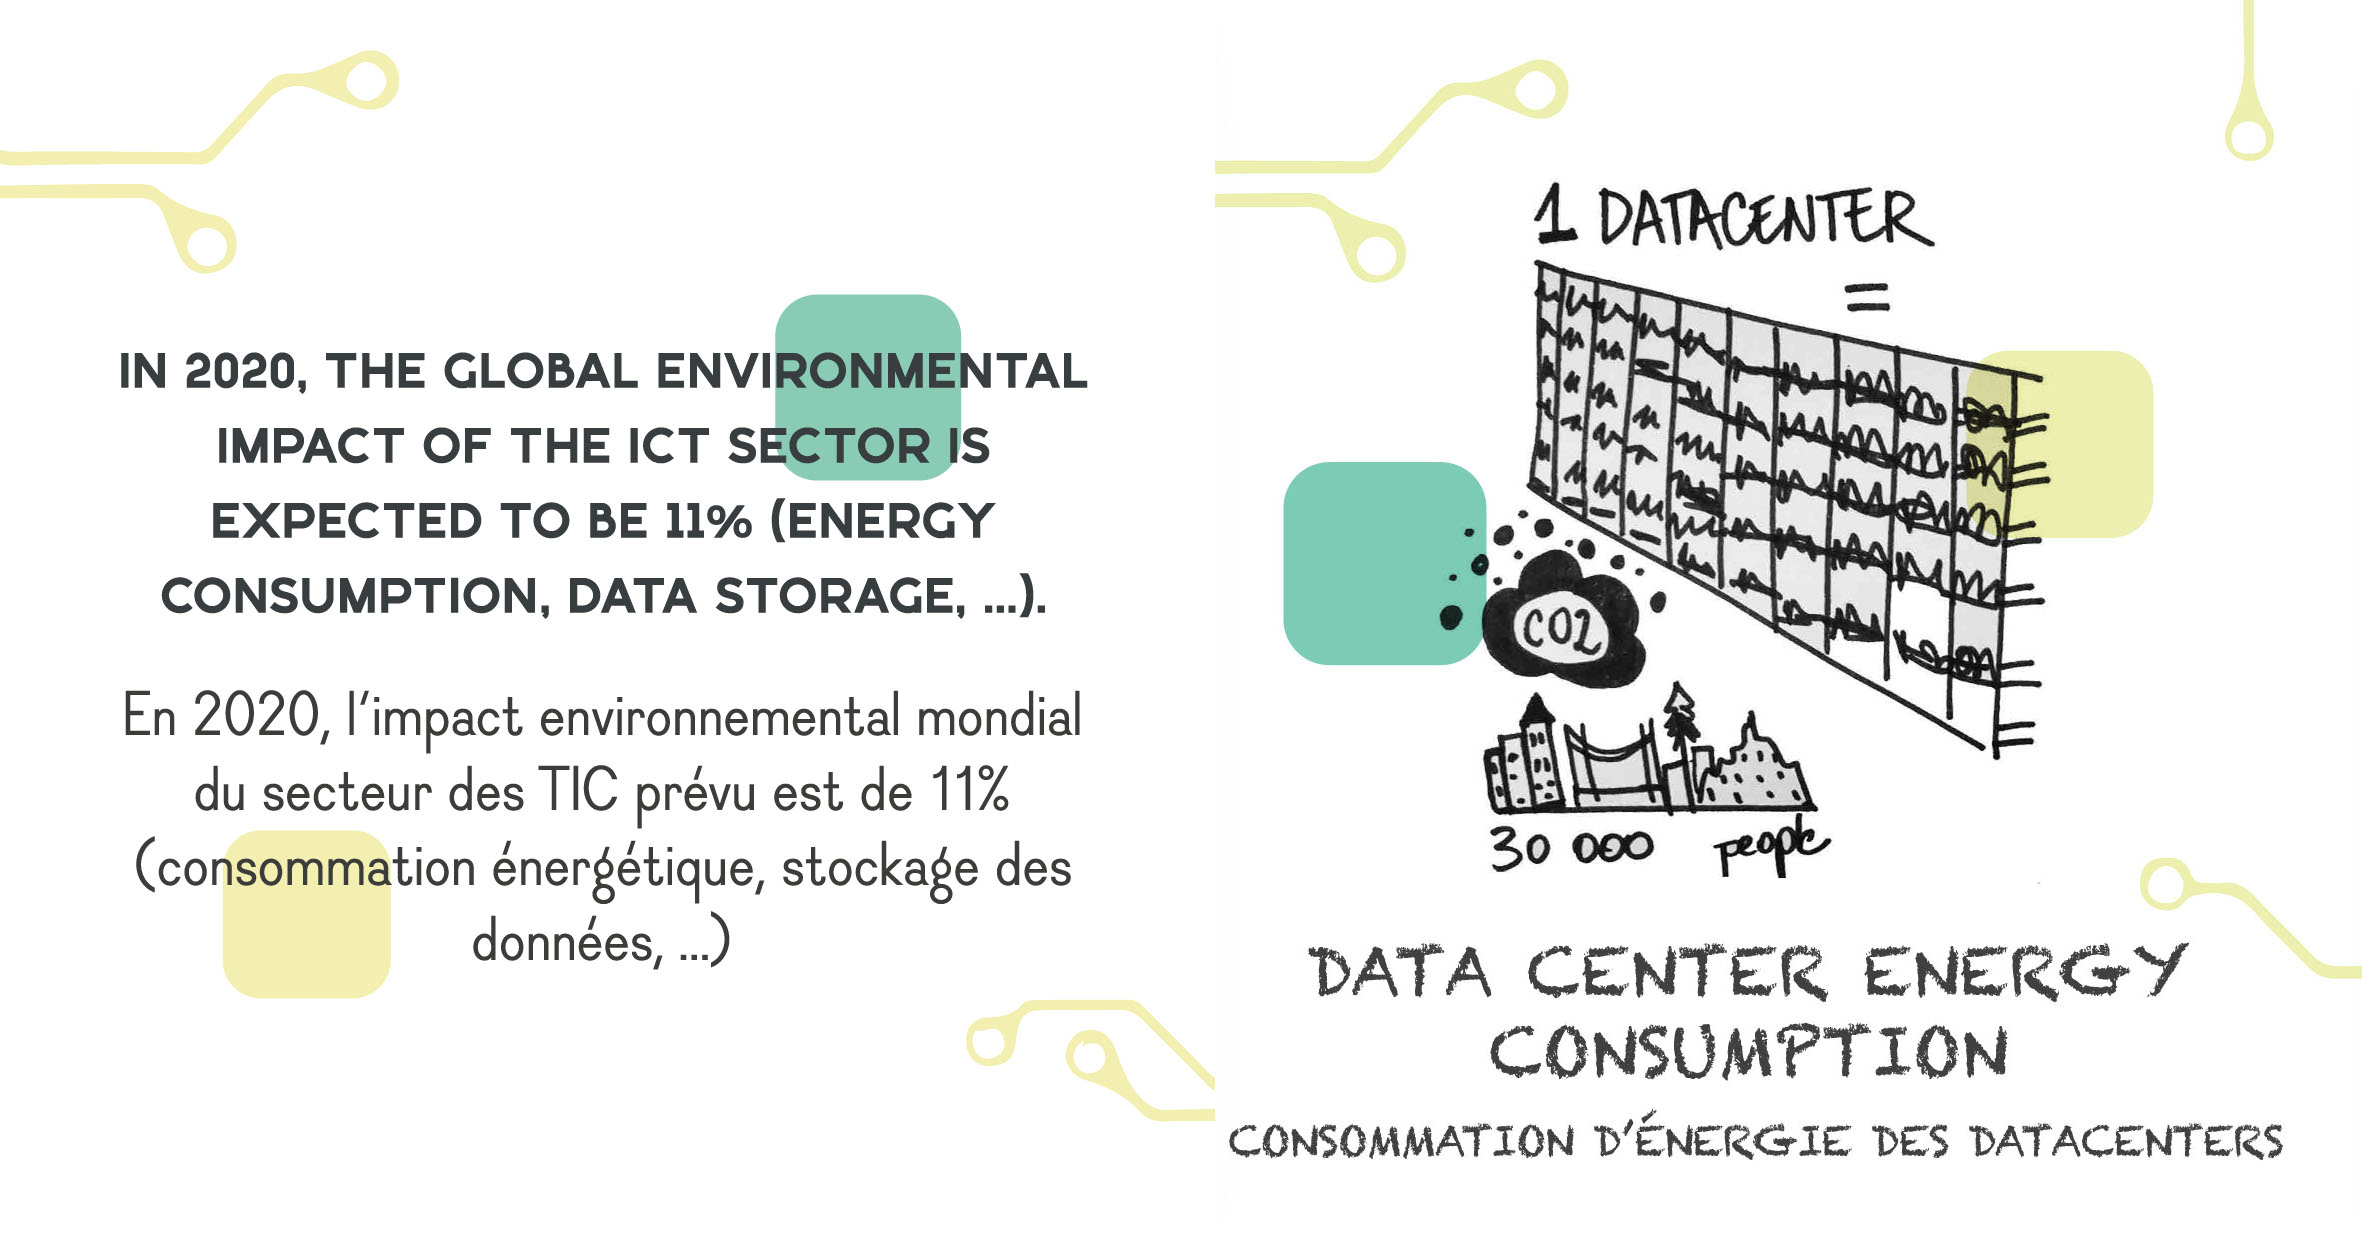 IN 2020, THE GLOBAL ENVIRONMENTAL
IMPACT OF THE ICT SECTOR IS
EXPECTED TO BE 11% (ENERGY
CONSUMPTION, DATA STORAGE, ...).
En 2020, l'impact environnemental mondial
du secteur des TIC prévu est de 11%
(consommation énergétique, stockage des
données, ...)
1 DATACENTER
=
CO2
30 000 people
DATA CENTER ENERGY
CONSUMPTION
CONSOMMATION D'ÉNERGIE DES DATACENTERS